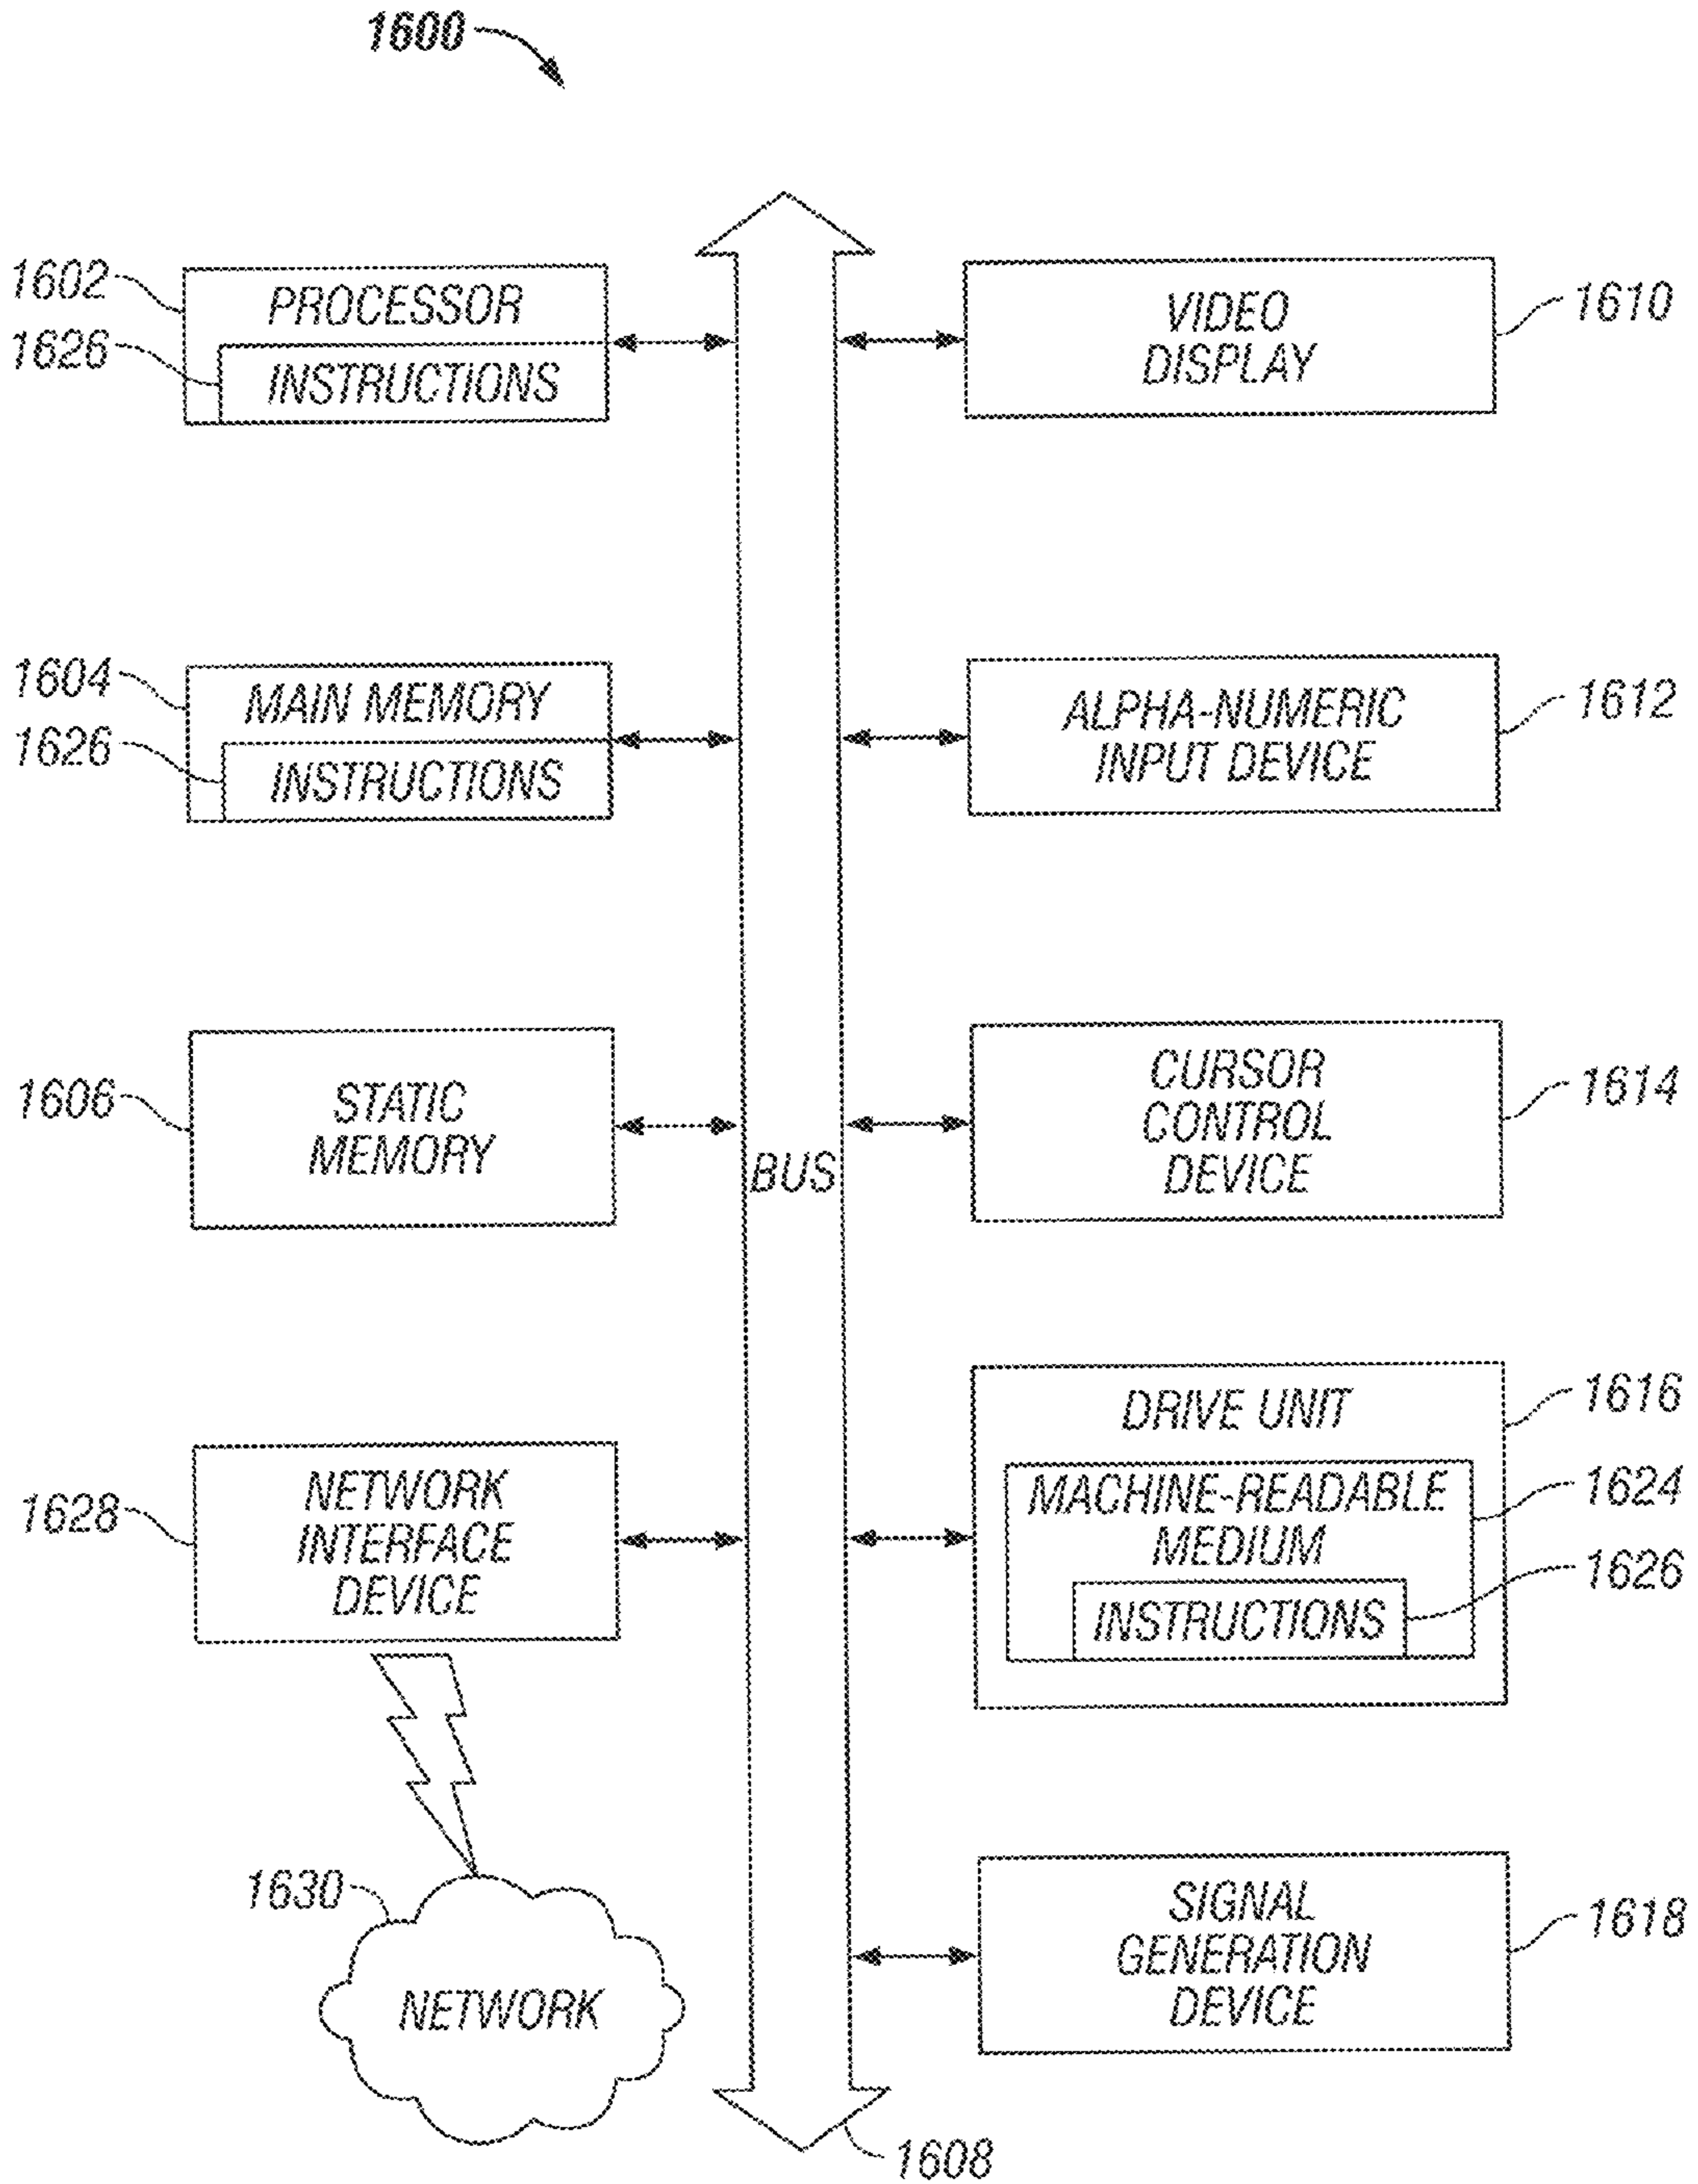 1600
1602
PROCESSOR
1626
INSTRUCTIONS
1604
MAIN MEMORY
1626
INSTRUCTIONS
1606
STATIC
MEMORY
1628
NETWORK
INTERFACE
DEVICE
1630
NETWORK
BUS
1608
VIDEO
DISPLAY
1610
ALPHA-NUMERIC
INPUT DEVICE
1612
CURSOR
CONTROL
DEVICE
1614
DRIVE UNIT
1616
MACHINE-READABLE
MEDIUM
1624
INSTRUCTIONS
1626
SIGNAL
GENERATION
DEVICE
1618